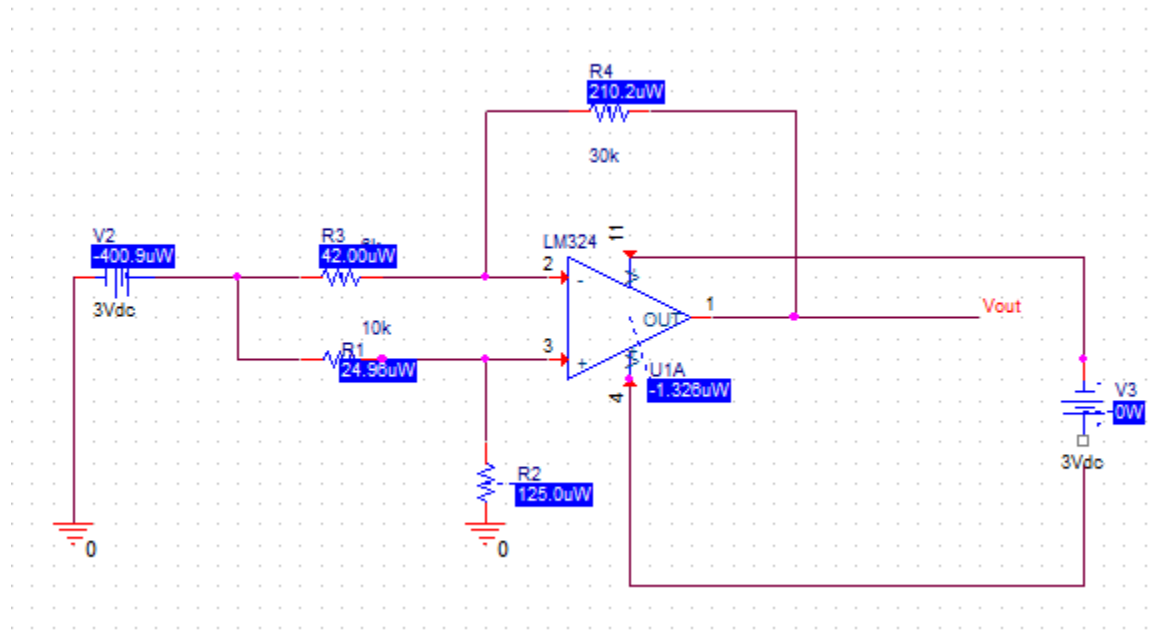 R4
210.2uW
30k
V2
-400.9uW
3Vdc
R3
42.00uW
LM324
11
2
-
V-
OUT
1
Vout
10k
R1
24.96uW
3
+
V+
4
U1A
-1.326uW
V3
0W
3Vdc
R2
125.0uW
0
0